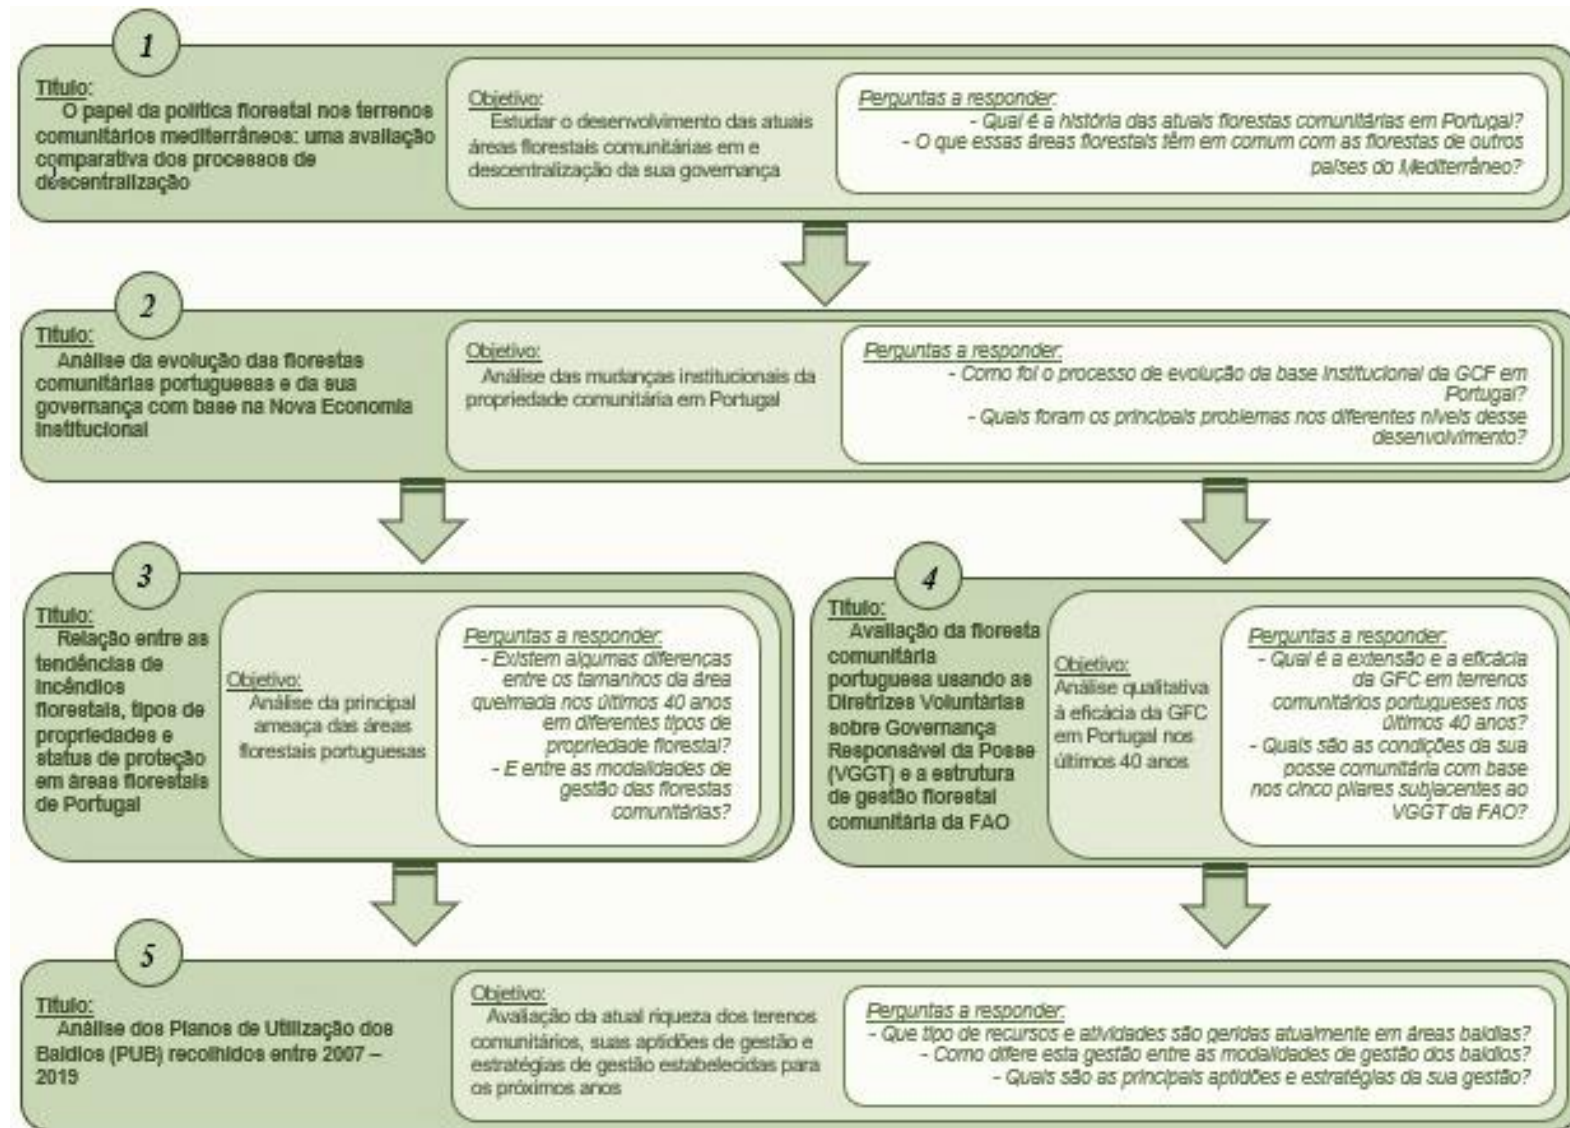 1
Título:
O papel da política florestal nos terrenos
comunitários mediterrâneos: uma avaliação
comparativa dos processos de
descentralização
Objetivo:
Estudar o desenvolvimento das atuais
áreas florestais comunitárias em e
descentralização da sua governança
Perguntas a responder:
- Qual é a história das atuais florestas comunitárias em Portugal?
- O que essas áreas florestais têm em comum com as florestas de outros
países do Mediterrâneo?
2
Título:
Análise da evolução das florestas
comunitárias portuguesas e da sua
governança com base na Nova Economia
Institucional
Objetivo:
Análise das mudanças institucionais da
propriedade comunitária em Portugal
Perguntas a responder:
- Como foi o processo de evolução da base institucional da GCF em
Portugal?
- Quais foram os principais problemas nos diferentes níveis desse
desenvolvimento?
3
Título:
Relação entre as
tendências de
incêndios
florestais, tipos de
propriedades e
status de proteção
em áreas florestais
de Portugal
Objetivo:
Análise da principal
ameaça das áreas
florestais portuguesas
Perguntas a responder:
- Existem algumas diferenças
entre os tamanhos da área
queimada nos últimos 40 anos
em diferentes tipos de
propriedade florestal?
- E entre as modalidades de
gestão das florestas
comunitárias?
4
Título:
Avaliação da floresta
comunitária
portuguesa usando as
Diretrizes Voluntárias
sobre Governança
Responsável da Posse
(VGGT) e a estrutura
de gestão florestal
comunitária da FAO
Objetivo:
Análise qualitativa
à eficácia da GFC
em Portugal nos
últimos 40 anos
Perguntas a responder:
- Qual é a extensão e a eficácia
da GFC em terrenos
comunitários portugueses nos
últimos 40 anos?
- Quais são as condições da sua
posse comunitária com base
nos cinco pilares subjacentes ao
VGGT da FAO?
5
Título:
Análise dos Planos de Utilização dos
Baldios (PUB) recolhidos entre 2007 –
2019
Objetivo:
Avaliação da atual riqueza dos terenos
comunitários, suas aptidões de gestão e
estratégias de gestão estabelecidas para
os próximos anos
Perguntas a responder:
- Que tipo de recursos e atividades são geridas atualmente em áreas baldias?
- Como difere esta gestão entre as modalidades de gestão dos baldios?
- Quais são as principais aptidões e estratégias da sua gestão?